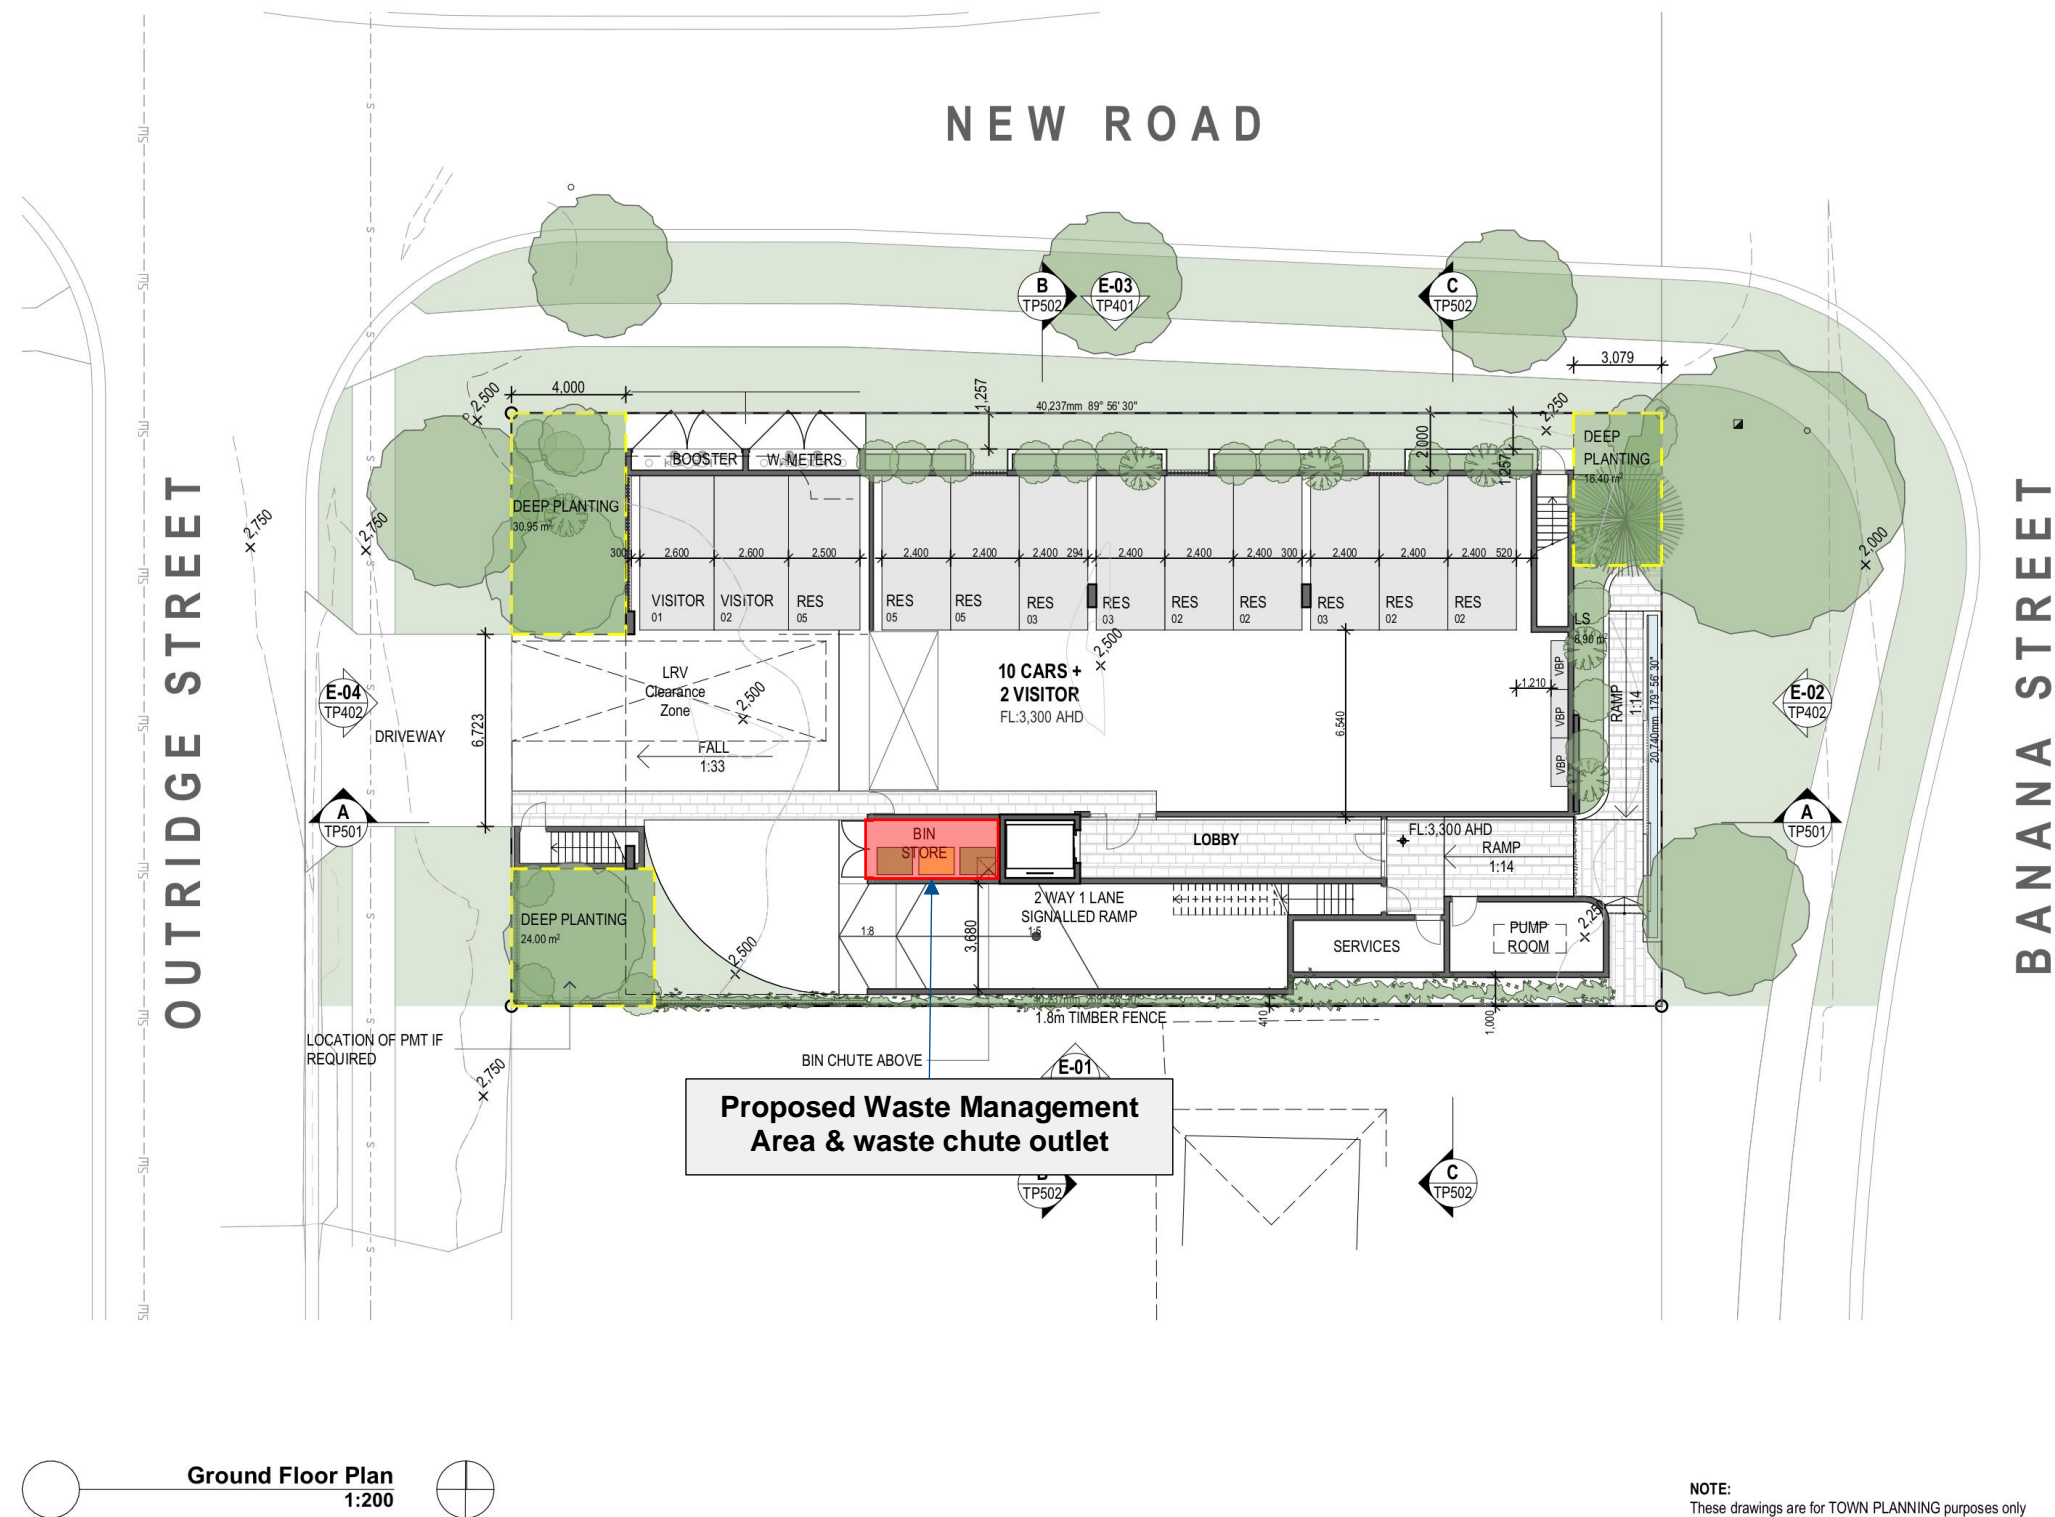 NEW ROAD
OUTRIDGE STREET
BANANA STREET
B
TP502
E-03
TP401
C
TP502
3,079
4,000
2,500
1,257
40,237mm 89° 56' 30"
2,000
2,250
1,257
DEEP
PLANTING
16.40 m²
BOOSTER
W. METERS
DEEP PLANTING
30.95 m²
2,750
2,750
2,000
300
2,600
2,600
2,500
2,400
2,400
2,400
294
2,400
2,400
2,400
300
2,400
2,400
2,400
520
VISITOR
01
VISITOR
02
RES
05
RES
05
RES
05
RES
03
RES
03
RES
02
RES
02
RES
03
RES
02
RES
02
LS
8.90 m²
LRV
Clearance
Zone
2,500
10 CARS +
2 VISITOR
FL:3,300 AHD
2,500
1,210
VBP
VBP
VBP
RAMP
1:14
20,740mm 179° 56' 30"
E-04
TP402
E-02
TP402
DRIVEWAY
6,723
6,540
FALL
1:33
A
TP501
A
TP501
BIN
STORE
LOBBY
FL:3,300 AHD
RAMP
1:14
2 WAY 1 LANE
SIGNALLED RAMP
1:8
1:5
3,680
DEEP PLANTING
24.00 m²
2,500
SERVICES
PUMP
ROOM
2,250
1.8m TIMBER FENCE
410
1,000
LOCATION OF PMT IF
REQUIRED
2,750
BIN CHUTE ABOVE
E-01
Proposed Waste Management
Area & waste chute outlet
TP502
C
TP502
Ground Floor Plan
1:200
NOTE:
These drawings are for TOWN PLANNING purposes only